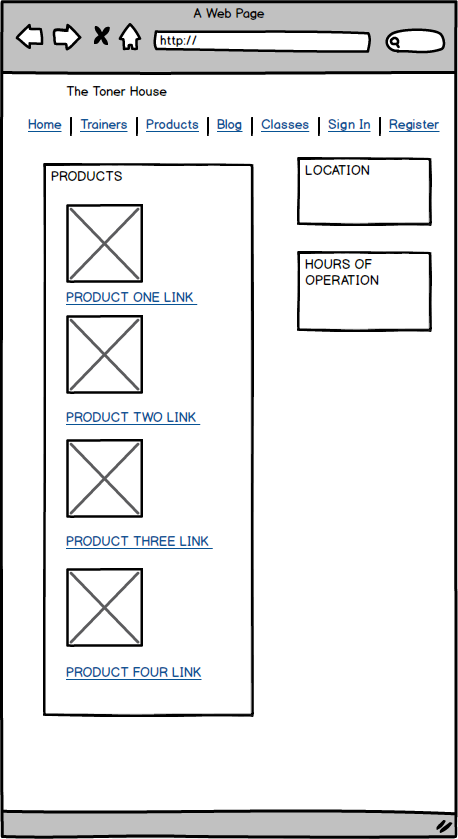 A Web Page
http://
The Toner House
Home | Trainers | Products | Blog | Classes | Sign In | Register
PRODUCTS
PRODUCT ONE LINK
PRODUCT TWO LINK
PRODUCT THREE LINK
PRODUCT FOUR LINK
LOCATION
HOURS OF
OPERATION